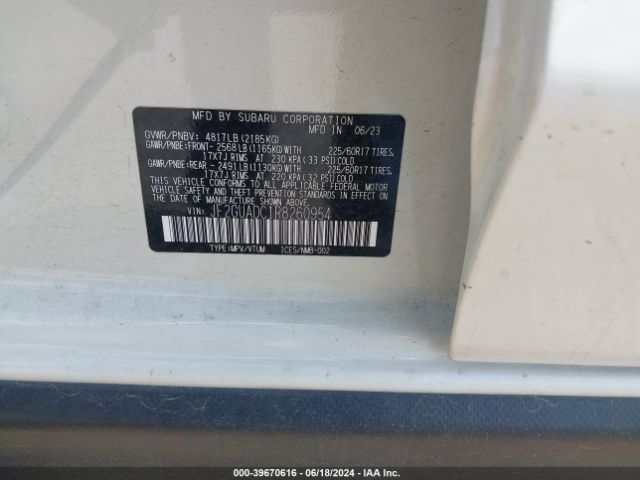 MFD BY SUBARU CORPORATION MFD IN 06/23
GVWR/PNBV: 4817LB(2185KG)
GAWR/PNBE:FRONT- 2568LB(1165KG)WITH 225/60R17 TIRES,
17X7J RIMS, AT 230 KPA(33 PSI)COLD
GAWR/PNBE:REAR - 2491LB(1130KG)WITH 225/60R17 TIRES,
17X7J RIMS, AT 220 KPA(32 PSI)COLD
THIS VEHICLE CONFORMS TO ALL APPLICABLE FEDERAL MOTOR
VEHICLE SAFETY AND THEFT PREVENTION STANDARDS IN EFFECT ON
THE DATE OF MANUFACTURE SHOWN ABOVE.
VIN: JF2GUADC1R8260954
TYPE:MPV/VTUM ICES/NMB-002
000-39670616 - 06/18/2024 - IAA Inc.